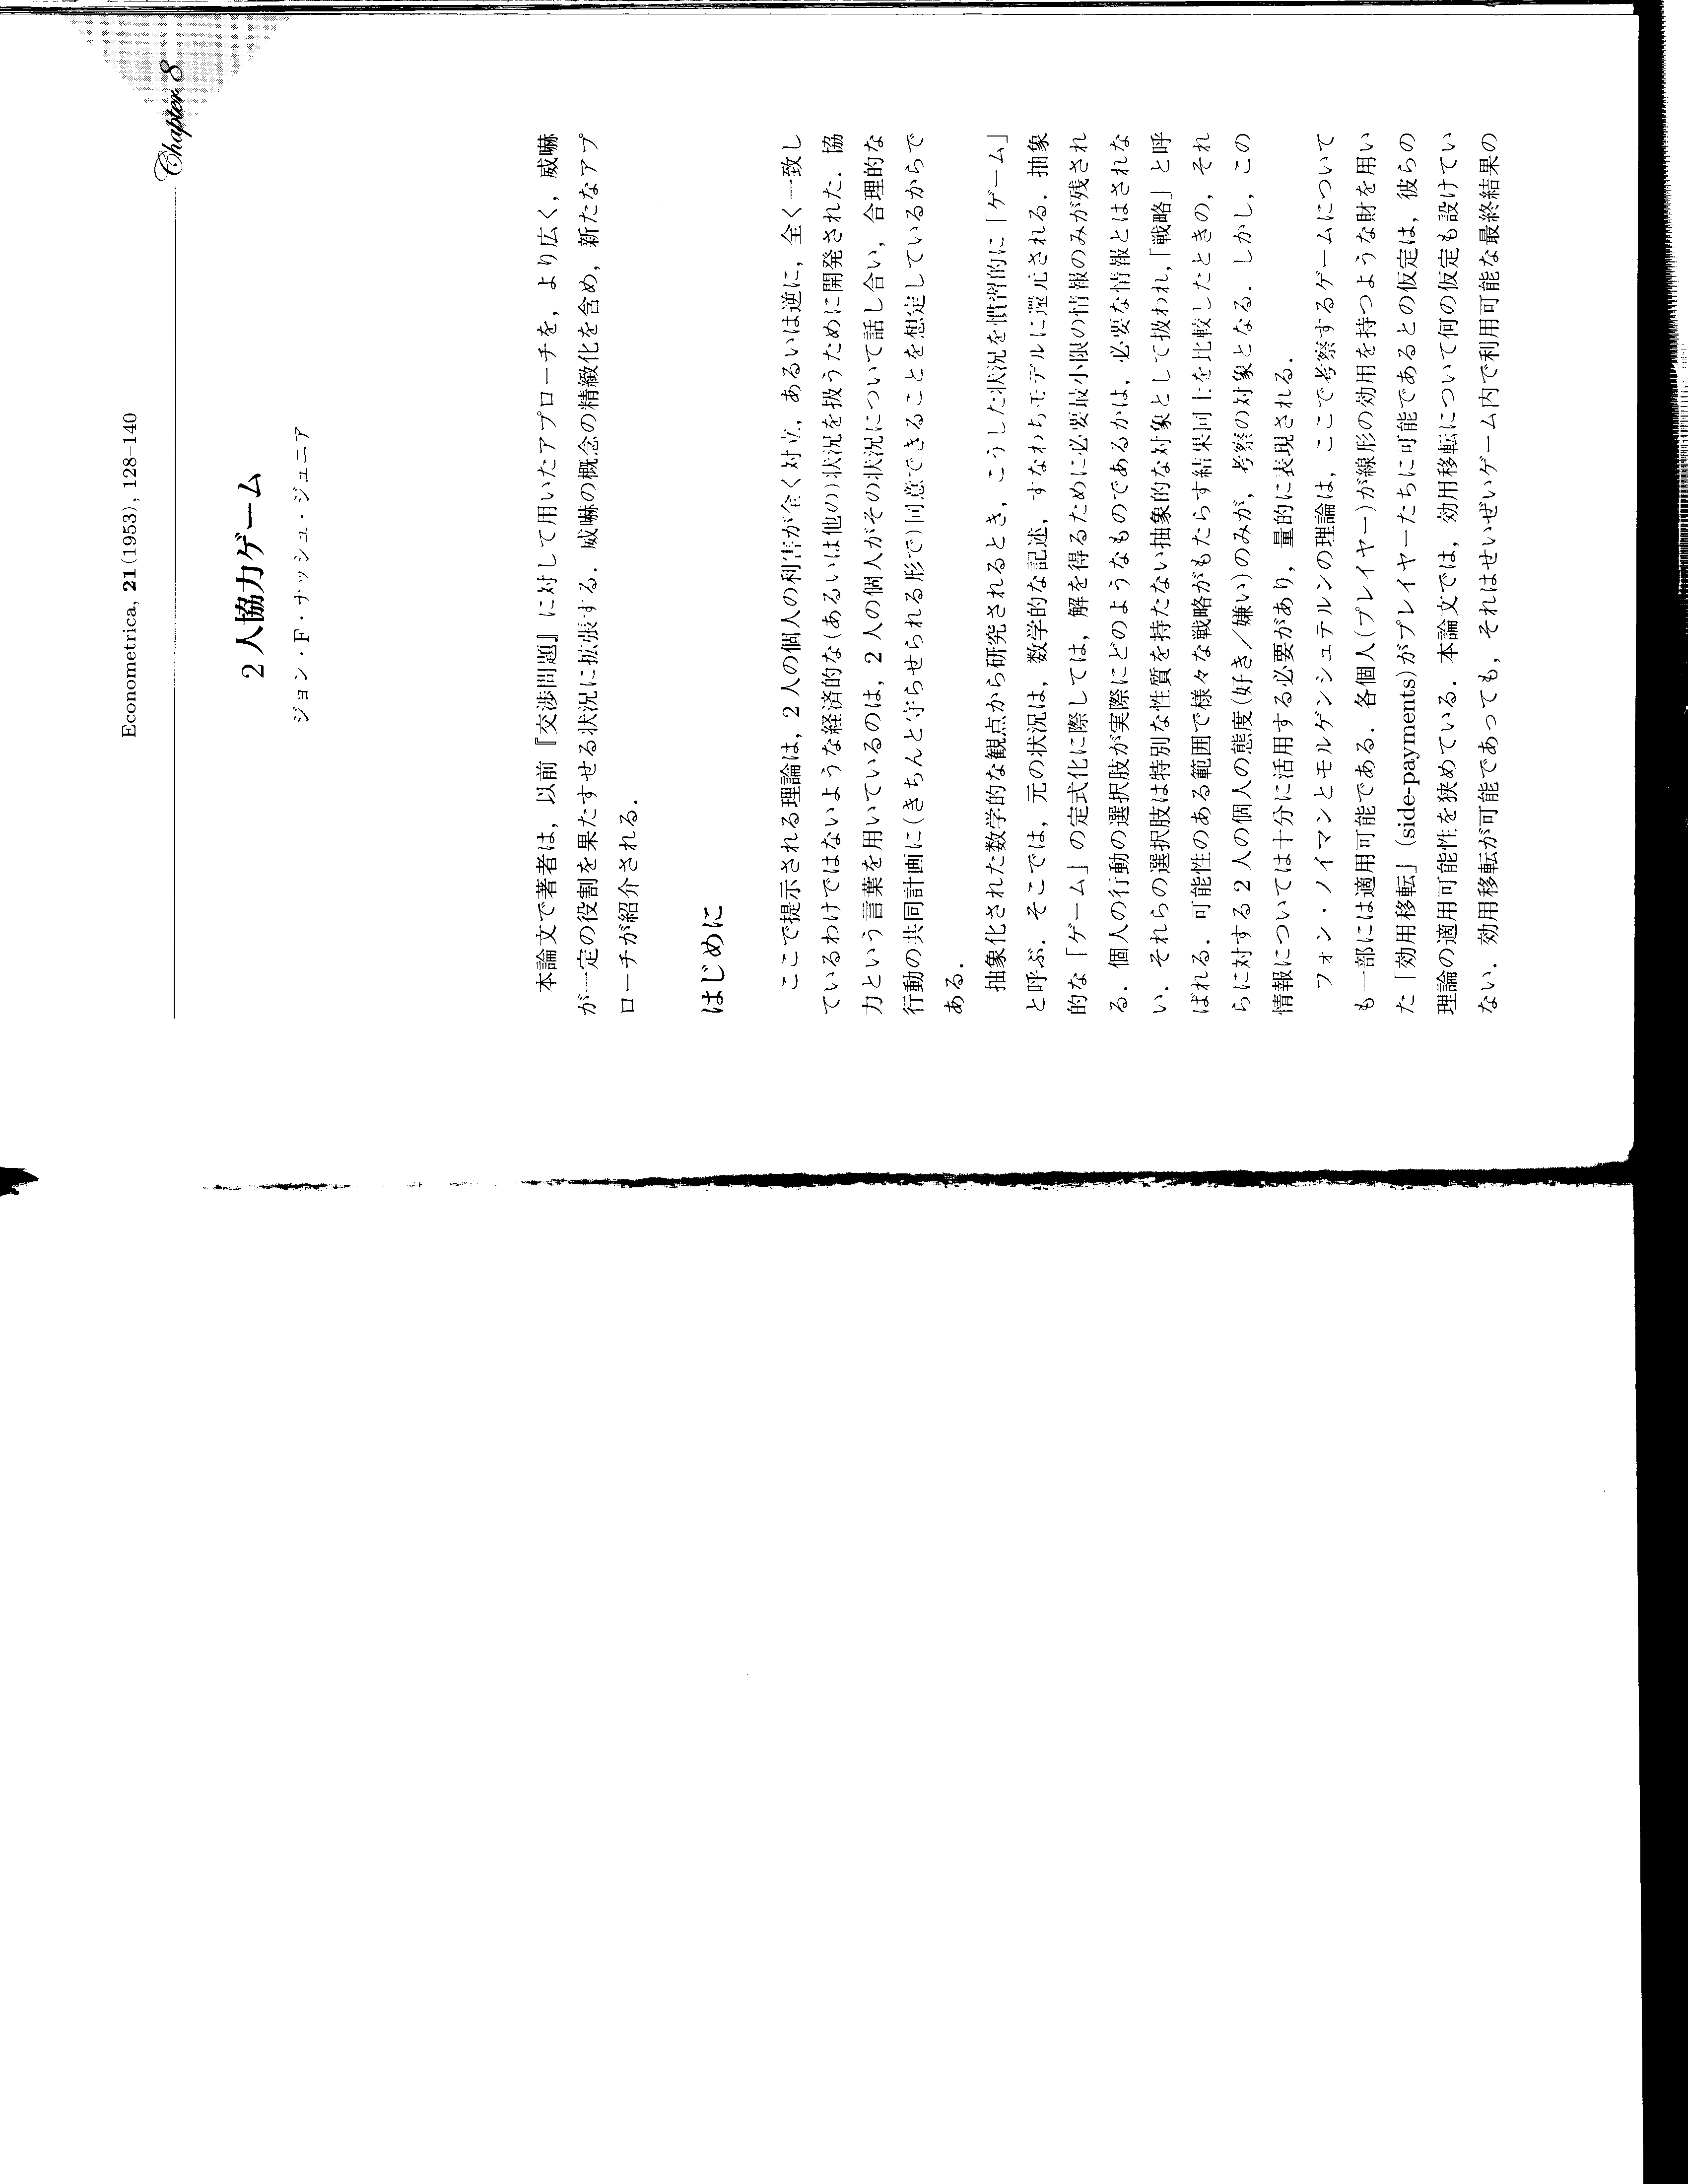 Econometrica, 21 (1953), 128–140
Chapter 8
2人協力ゲーム
ジョン・F・ナッシュ・ジュニア
本論文で著者は，以前『交渉問題』に対して用いたアプローチを，より広く，威嚇
が一定の役割を果たすせる状況に拡張する．威嚇の概念の精緻化を含め，新たなアプ
ローチが紹介される．
はじめに
ここで提示される理論は，2人の個人の利害が全く対立，あるいは逆に，全く一致し
ているわけではないような経済的な(あるいは他の)状況を扱うために開発された．協
力という言葉を用いているのは，2人の個人がその状況について話し合い，合理的な
行動の共同計画に(きちんと守らせられる形で)同意できることを想定しているからで
ある．
抽象化された数学的な観点から研究されるとき，こうした状況を慣習的に「ゲーム」
と呼ぶ．そこでは，元の状況は，数学的な記述，すなわちモデルに還元される．抽象
的な「ゲーム」の定式化に際しては，解を得るために必要最小限の情報のみが残され
る．個人の行動の選択肢が実際にどのようなものであるかは，必要な情報とはされな
い．それらの選択肢は特別な性質を持たない抽象的な対象として扱われ，「戦略」と呼
ばれる．可能性のある範囲で様々な戦略がもたらす結果同士を比較したときの，それ
らに対する2人の個人の態度(好き／嫌い)のみが，考察の対象となる．しかし，この
情報については十分に活用する必要があり，量的に表現される．
フォン・ノイマンとモルゲンシュテルンの理論は，ここで考察するゲームについて
も一部には適用可能である．各個人(プレイヤー)が線形の効用を持つような財を用い
た「効用移転」(side-payments)がプレイヤーたちに可能であるとの仮定は，彼らの
理論の適用可能性を狭めている．本論文では，効用移転について何の仮定も設けてい
ない．効用移転が可能であっても，それはせいぜいゲーム内で利用可能な最終結果の